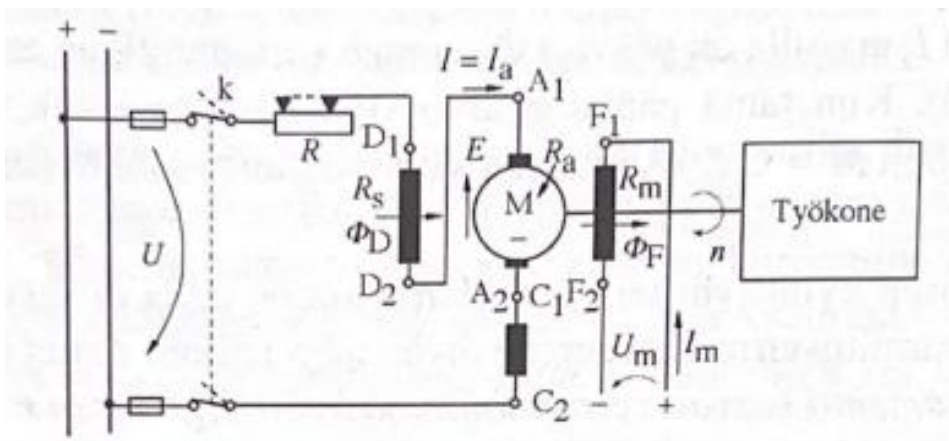 + −
k
I = Ia
A1
R
D1
E
Ra
F1
Rs
Rm
M
−
Työkone
ΦD
ΦF
n
U
D2
A2 C1 F2
Um
Im
C2
− +